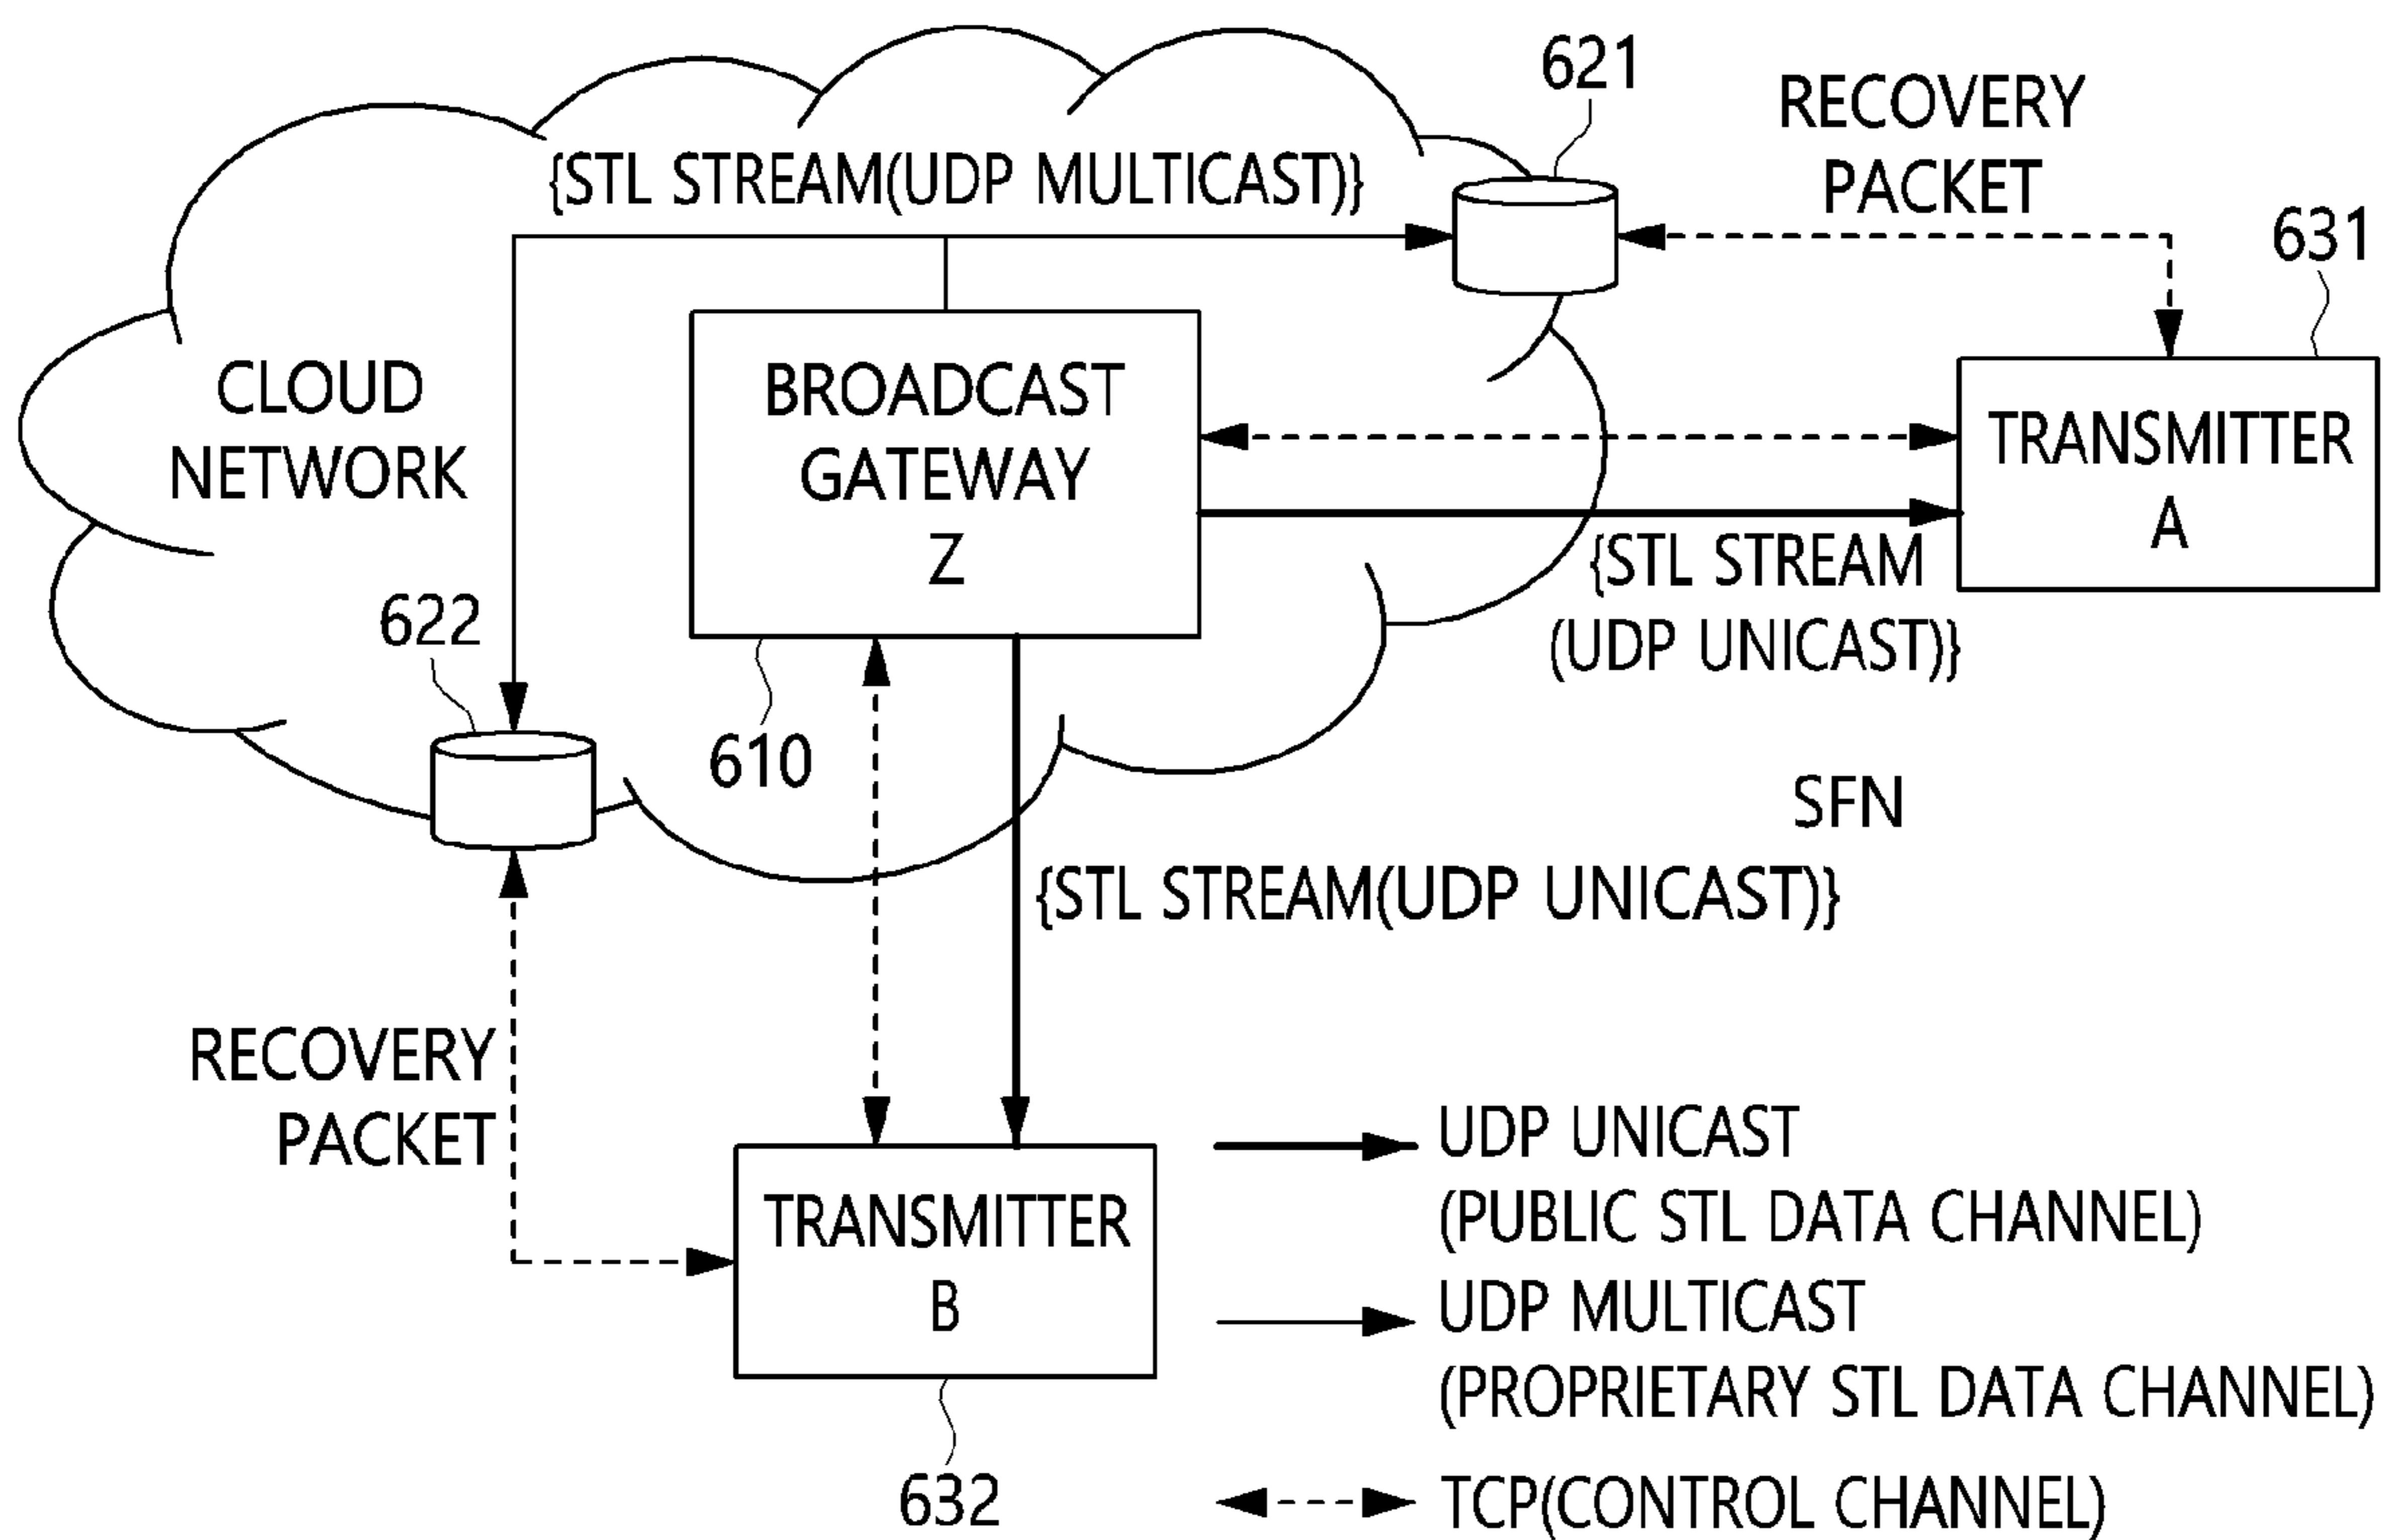 621
RECOVERY
PACKET
{STL STREAM(UDP MULTICAST)}
631
CLOUD
NETWORK
BROADCAST
GATEWAY
Z
TRANSMITTER
A
{STL STREAM
(UDP UNICAST)}
622
610
SFN
{STL STREAM(UDP UNICAST)}
RECOVERY
PACKET
TRANSMITTER
B
632
UDP UNICAST
(PUBLIC STL DATA CHANNEL)
UDP MULTICAST
(PROPRIETARY STL DATA CHANNEL)
TCP(CONTROL CHANNEL)